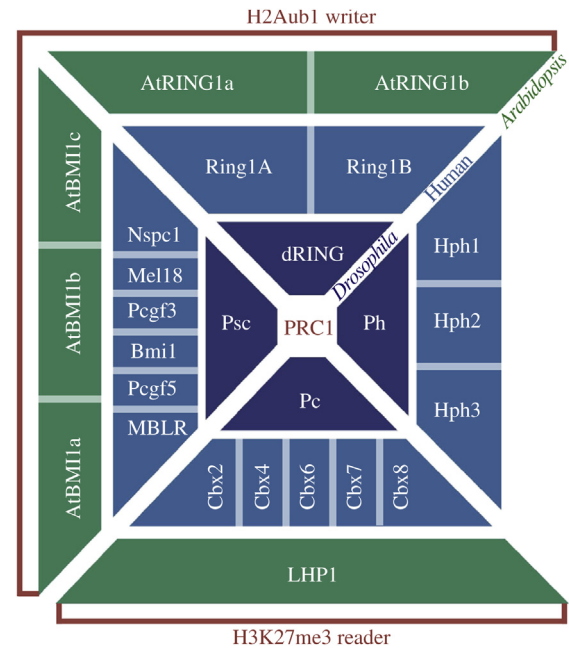 H2Aub1 writer
AtRING1a
AtRING1b
Arabidopsis
AtBMI1c
AtBMI1b
AtBMI1a
Ring1A
Ring1B
Human
Nspc1
Mel18
Pcgf3
Bmi1
Pcgf5
MBLR
dRING
Drosophila
Psc
PRC1
Ph
Pc
Hph1
Hph2
Hph3
Cbx2
Cbx4
Cbx6
Cbx7
Cbx8
LHP1
H3K27me3 reader